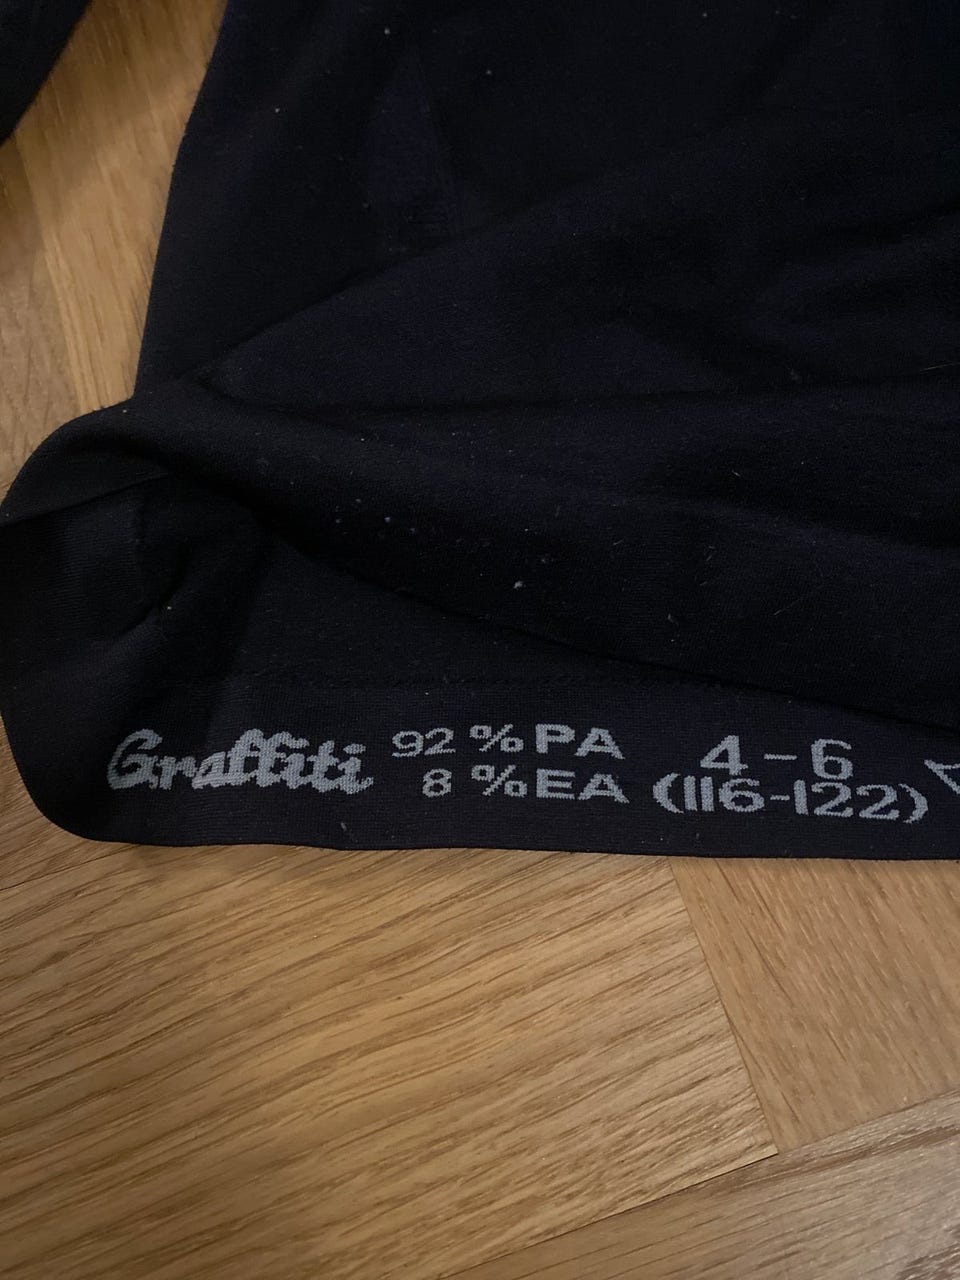 Graffiti
92 % PA
8 % EA
4-6
(116-122)